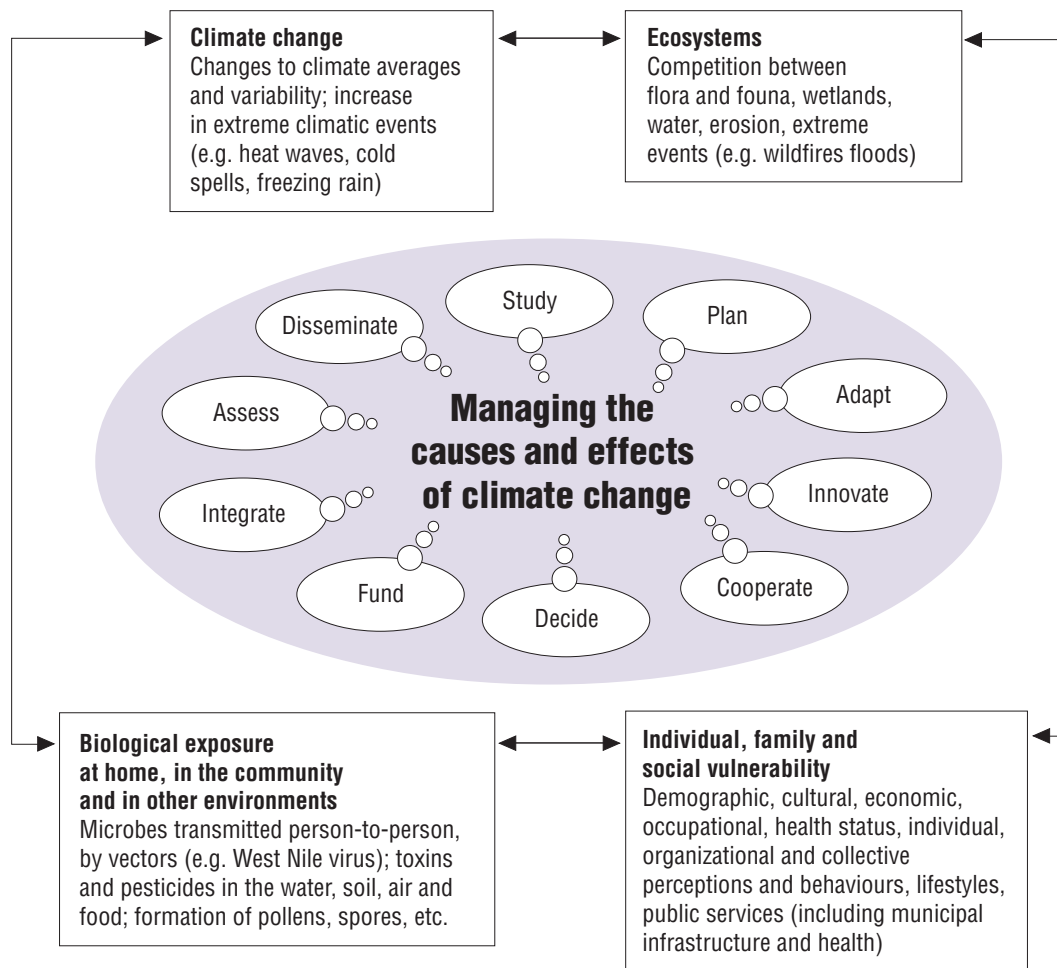 Climate change
Changes to climate averages
and variability; increase
in extreme climatic events
(e.g. heat waves, cold
spells, freezing rain)
Ecosystems
Competition between
flora and founa, wetlands,
water, erosion, extreme
events (e.g. wildfires floods)
Study
Plan
Disseminate
Adapt
Assess
Managing the
causes and effects
of climate change
Innovate
Integrate
Cooperate
Fund
Decide
Biological exposure
at home, in the community
and in other environments
Microbes transmitted person-to-person,
by vectors (e.g. West Nile virus); toxins
and pesticides in the water, soil, air and
food; formation of pollens, spores, etc.
Individual, family and
social vulnerability
Demographic, cultural, economic,
occupational, health status, individual,
organizational and collective
perceptions and behaviours, lifestyles,
public services (including municipal
infrastructure and health)